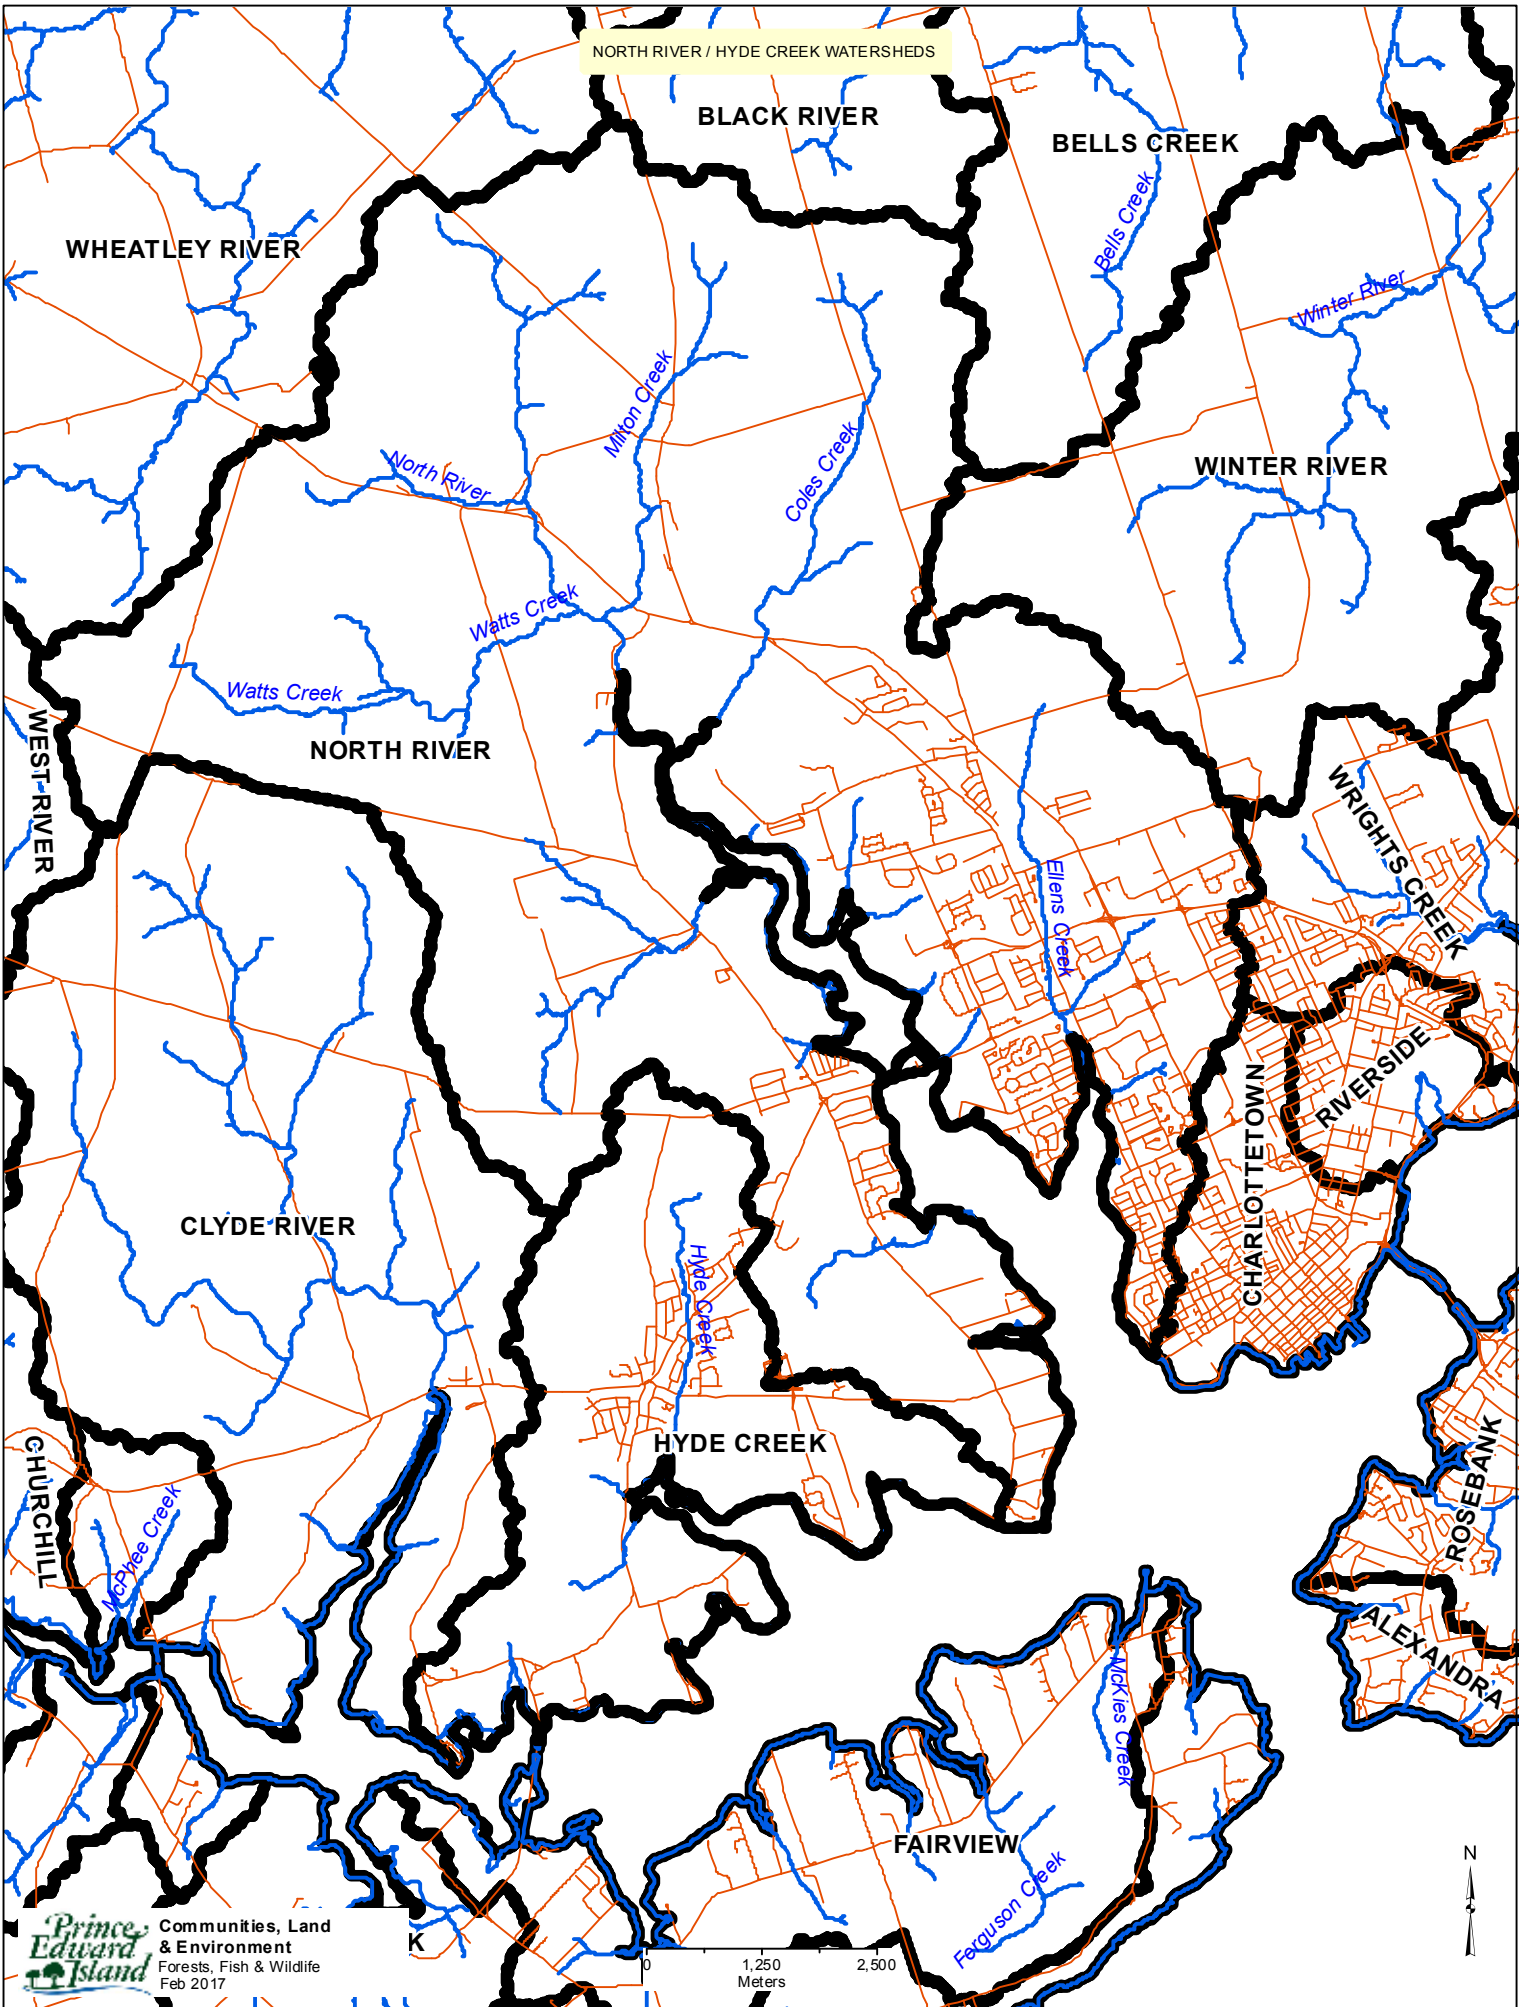 NORTH RIVER / HYDE CREEK WATERSHEDS
BLACK RIVER
BELLS CREEK
Bells Creek
WHEATLEY RIVER
Winter River
Milton Creek
Coles Creek
North River
WINTER RIVER
Watts Creek
Watts Creek
NORTH RIVER
WEST RIVER
WRIGHTS CREEK
Ellens Creek
RIVERSIDE
CHARLOTTETOWN
CLYDE RIVER
Hyde Creek
HYDE CREEK
CHURCHILL
McPhee Creek
ROSEBANK
ALEXANDRA
McKies Creek
FAIRVIEW
Ferguson Creek
N
K
Prince
Edward
Island
Communities, Land
& Environment
Forests, Fish & Wildlife
Feb 2017
0 1,250 2,500
Meters